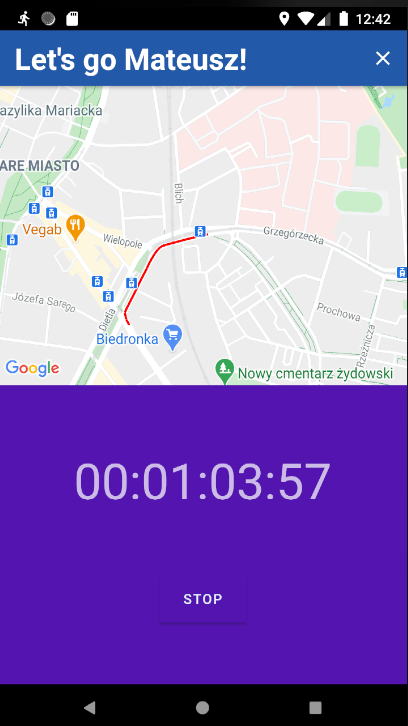 12:42
Let's go Mateusz!
azylika Mariacka
ARE MIASTO
Blich
Vegab
Wielopole
Grzegórzecka
Józefa Sarego
Dietla
Prochowa
Rzeźnicza
Biedronka
Google
Nowy cmentarz żydowski
00:01:03:57
STOP